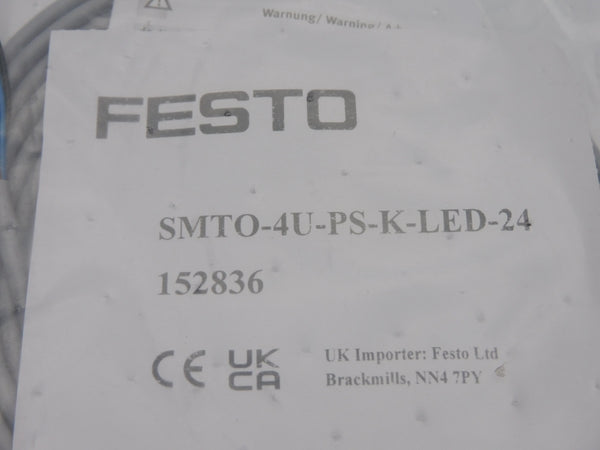 Warnung/ Warning/
FESTO
SMTO-4U-PS-K-LED-24
152836
CE UK CA
UK Importer: Festo Ltd
Brackmills, NN4 7PY